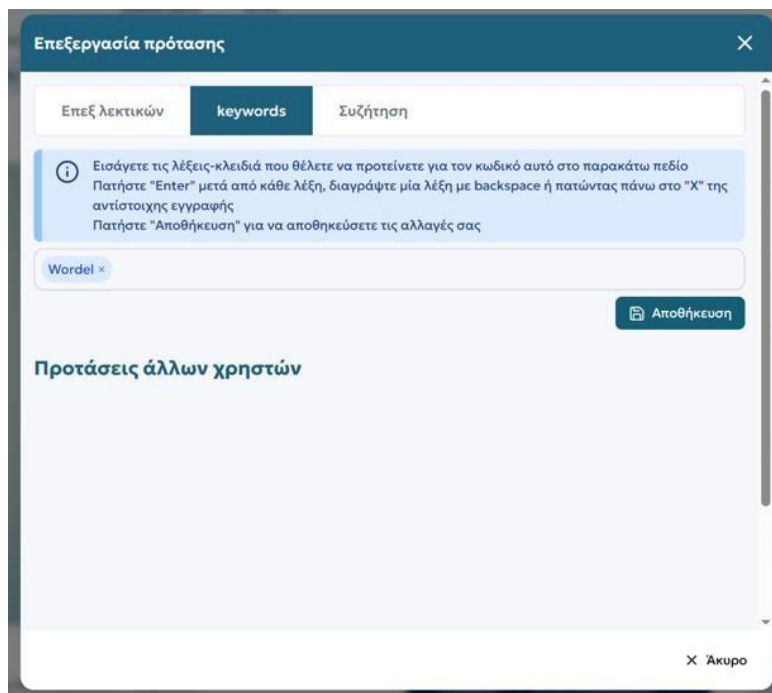 Επεξεργασία πρότασης
Επεξ λεκτικών keywords Συζήτηση
Εισάγετε τις λέξεις-κλειδιά που θέλετε να προτείνετε για τον κωδικό αυτό στο παρακάτω πεδίο
Πατήστε "Enter" μετά από κάθε λέξη, διαγράψτε μία λέξη με backspace ή πατώντας πάνω στο "X" της
αντίστοιχης εγγραφής
Πατήστε "Αποθήκευση" για να αποθηκεύσετε τις αλλαγές σας
Wordel ×
Αποθήκευση
Προτάσεις άλλων χρηστών
Άκυρο